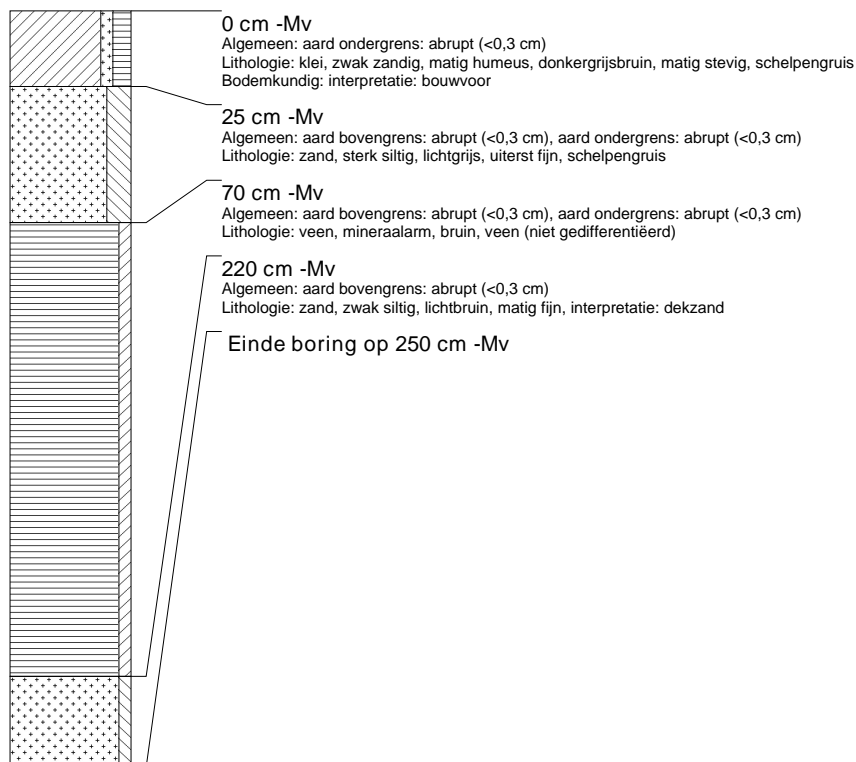 0 cm -Mv
Algemeen: aard ondergrens: abrupt (<0,3 cm)
Lithologie: klei, zwak zandig, matig humeus, donkergrijsbruin, matig stevig, schelpengruis
Bodemkundig: interpretatie: bouwvoor
25 cm -Mv
Algemeen: aard bovengrens: abrupt (<0,3 cm), aard ondergrens: abrupt (<0,3 cm)
Lithologie: zand, sterk siltig, lichtgrijs, uiterst fijn, schelpengruis
70 cm -Mv
Algemeen: aard bovengrens: abrupt (<0,3 cm), aard ondergrens: abrupt (<0,3 cm)
Lithologie: veen, mineraalarm, bruin, veen (niet gedifferentiëerd)
220 cm -Mv
Algemeen: aard bovengrens: abrupt (<0,3 cm)
Lithologie: zand, zwak siltig, lichtbruin, matig fijn, interpretatie: dekzand
Einde boring op 250 cm -Mv